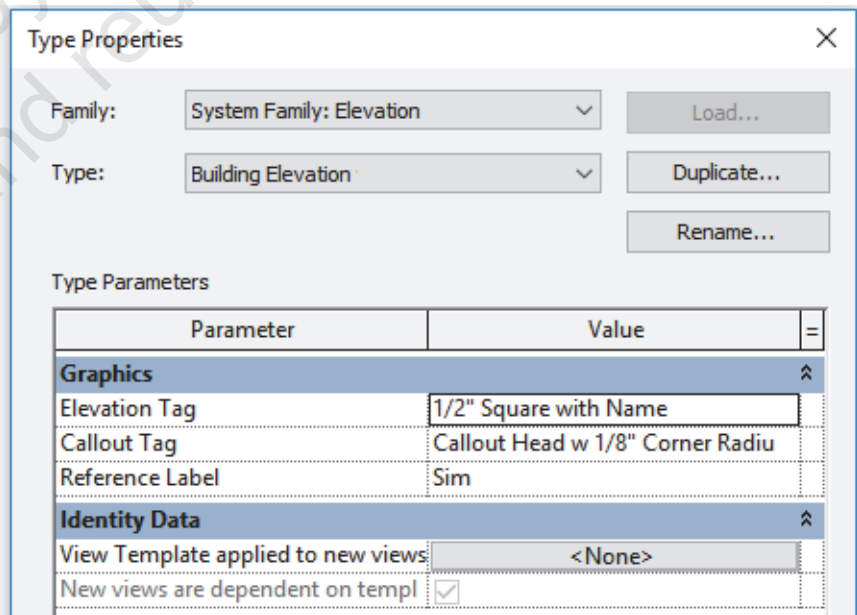 Type Properties
Family: System Family: Elevation Load...
Type: Building Elevation Duplicate...
Rename...
Type Parameters
Parameter Value =
Graphics
Elevation Tag 1/2" Square with Name
Callout Tag Callout Head w 1/8" Corner Radiu
Reference Label Sim
Identity Data
View Template applied to new views <None>
New views are dependent on templ